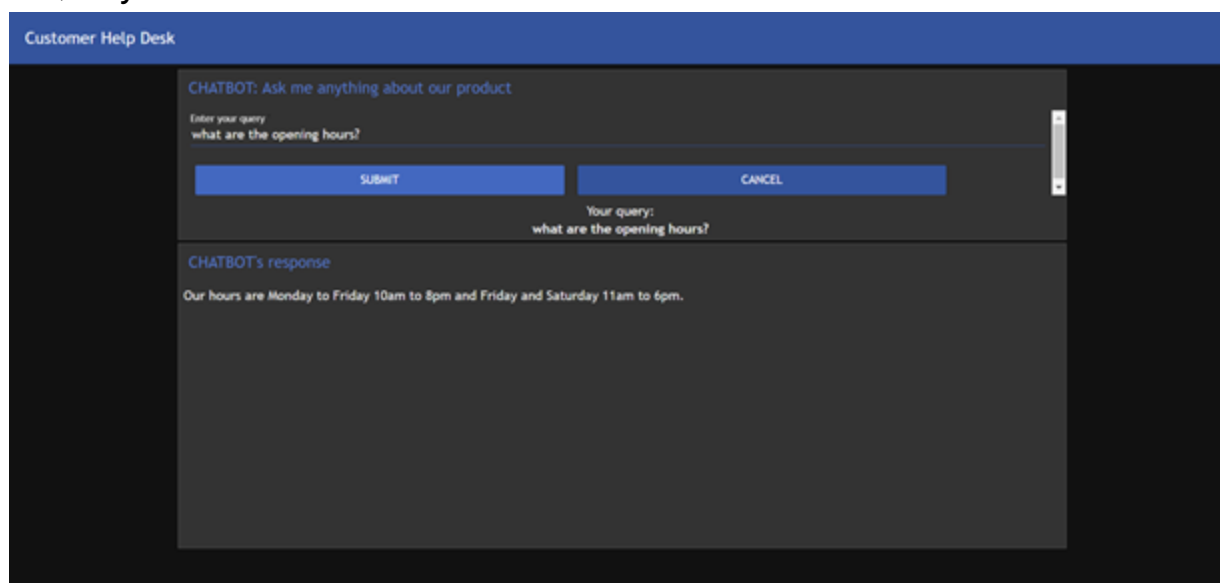 Customer Help Desk
CHATBOT: Ask me anything about our product
Enter your query
what are the opening hours?
SUBMIT
CANCEL
Your query:
what are the opening hours?
CHATBOT's response
Our hours are Monday to Friday 10am to 8pm and Friday and Saturday 11am to 6pm.